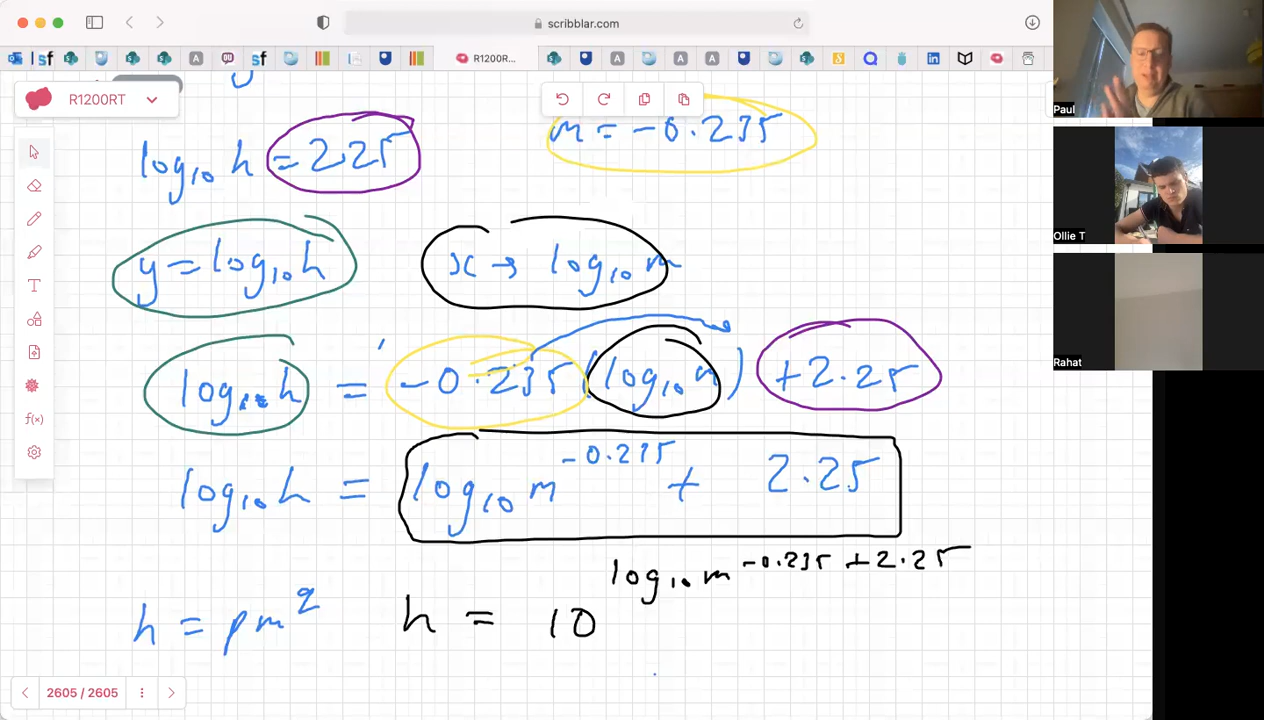 scribblar.com
R1200R...
R1200RT
m = -0.235
log₁₀ h = 2.25
y = log₁₀ h x → log₁₀ m
log₁₀ h = -0.235 (log₁₀ m) + 2.25
log₁₀ h = log₁₀ m^-0.235 + 2.25
h = pm^q h = 10^(log₁₀ m^-0.235 + 2.25)
2605 / 2605
Paul
Ollie T
Rahat